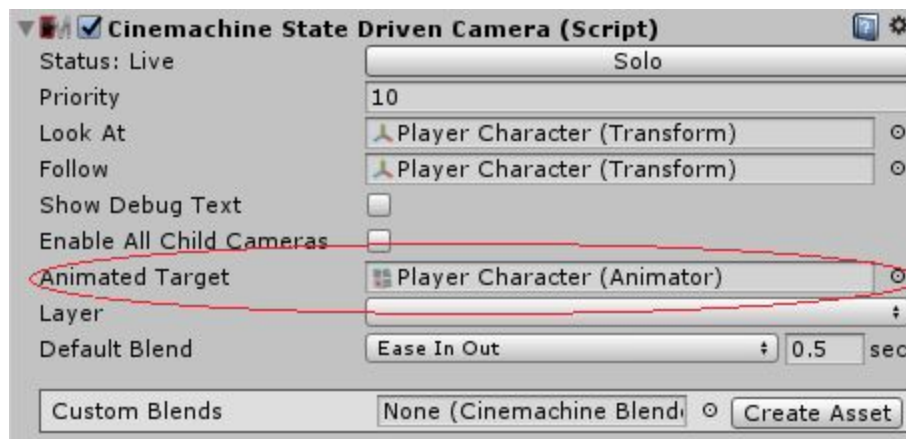 Cinemachine State Driven Camera (Script)
Status: Live Solo
Priority 10
Look At Player Character (Transform)
Follow Player Character (Transform)
Show Debug Text
Enable All Child Cameras
Animated Target Player Character (Animator)
Layer
Default Blend Ease In Out 0.5 sec
Custom Blends None (Cinemachine Blend Create Asset